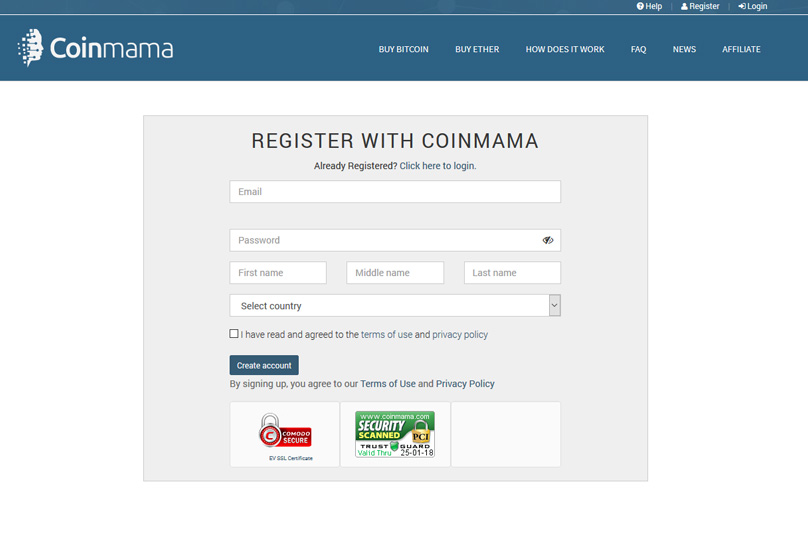 Help | Register | Login
Coinmama
BUY BITCOIN BUY ETHER HOW DOES IT WORK FAQ NEWS AFFILIATE
REGISTER WITH COINMAMA
Already Registered? Click here to login.
Email
Password
First name Middle name Last name
Select country
I have read and agreed to the terms of use and privacy policy
Create account
By signing up, you agree to our Terms of Use and Privacy Policy
C COMODO
SECURE
EV SSL Certificate
www.coinmama.com
SECURITY
SCANNED PCI
TRUST GUARD
Valid Thru 25-01-18